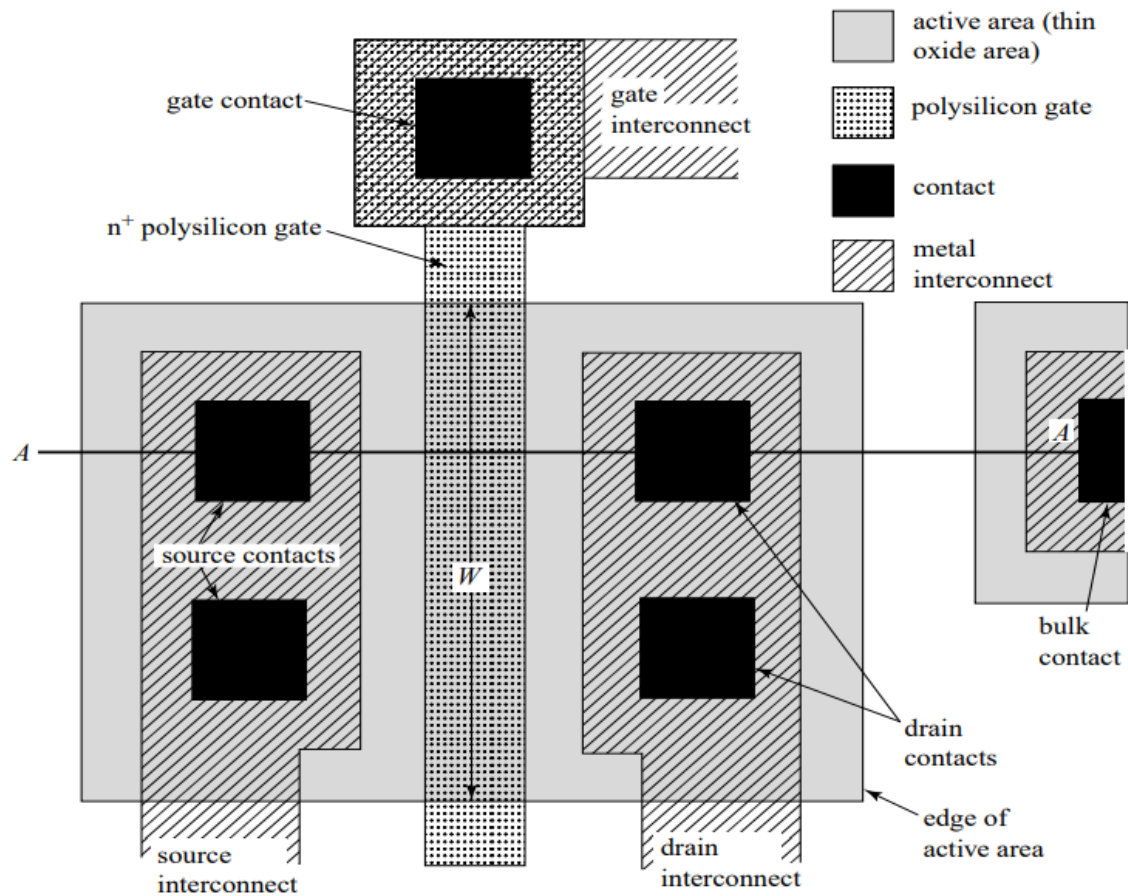 active area (thin
oxide area)
gate contact
gate
interconnect
polysilicon gate
contact
n⁺ polysilicon gate
metal
interconnect
A
A
source contacts
W
bulk
contact
drain
contacts
edge of
active area
source
interconnect
drain
interconnect